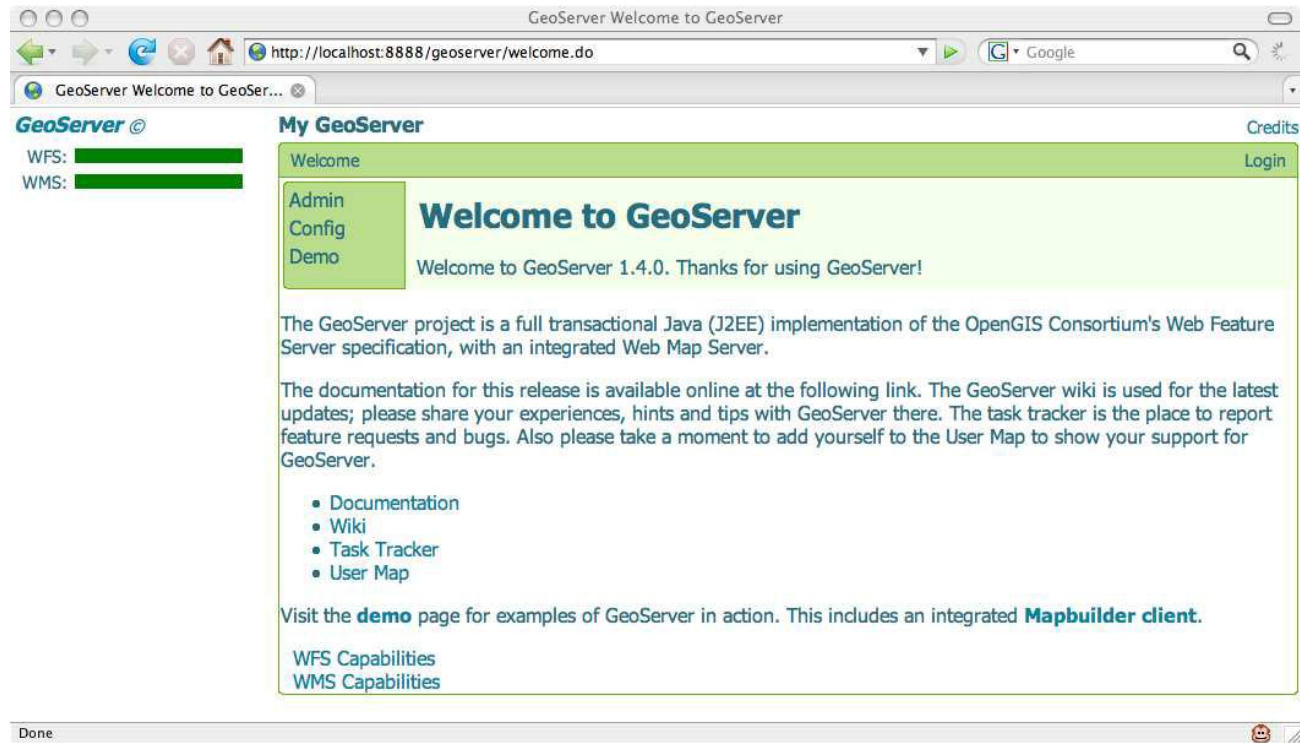 GeoServer Welcome to GeoServer
http://localhost:8888/geoserver/welcome.do
G Google
GeoServer Welcome to GeoSer...
GeoServer ©
WFS:
WMS:
My GeoServer
Credits
Welcome
Login
Admin
Config
Demo
Welcome to GeoServer
Welcome to GeoServer 1.4.0. Thanks for using GeoServer!
The GeoServer project is a full transactional Java (J2EE) implementation of the OpenGIS Consortium's Web Feature
Server specification, with an integrated Web Map Server.
The documentation for this release is available online at the following link. The GeoServer wiki is used for the latest
updates; please share your experiences, hints and tips with GeoServer there. The task tracker is the place to report
feature requests and bugs. Also please take a moment to add yourself to the User Map to show your support for
GeoServer.
• Documentation
• Wiki
• Task Tracker
• User Map
Visit the demo page for examples of GeoServer in action. This includes an integrated Mapbuilder client.
WFS Capabilities
WMS Capabilities
Done